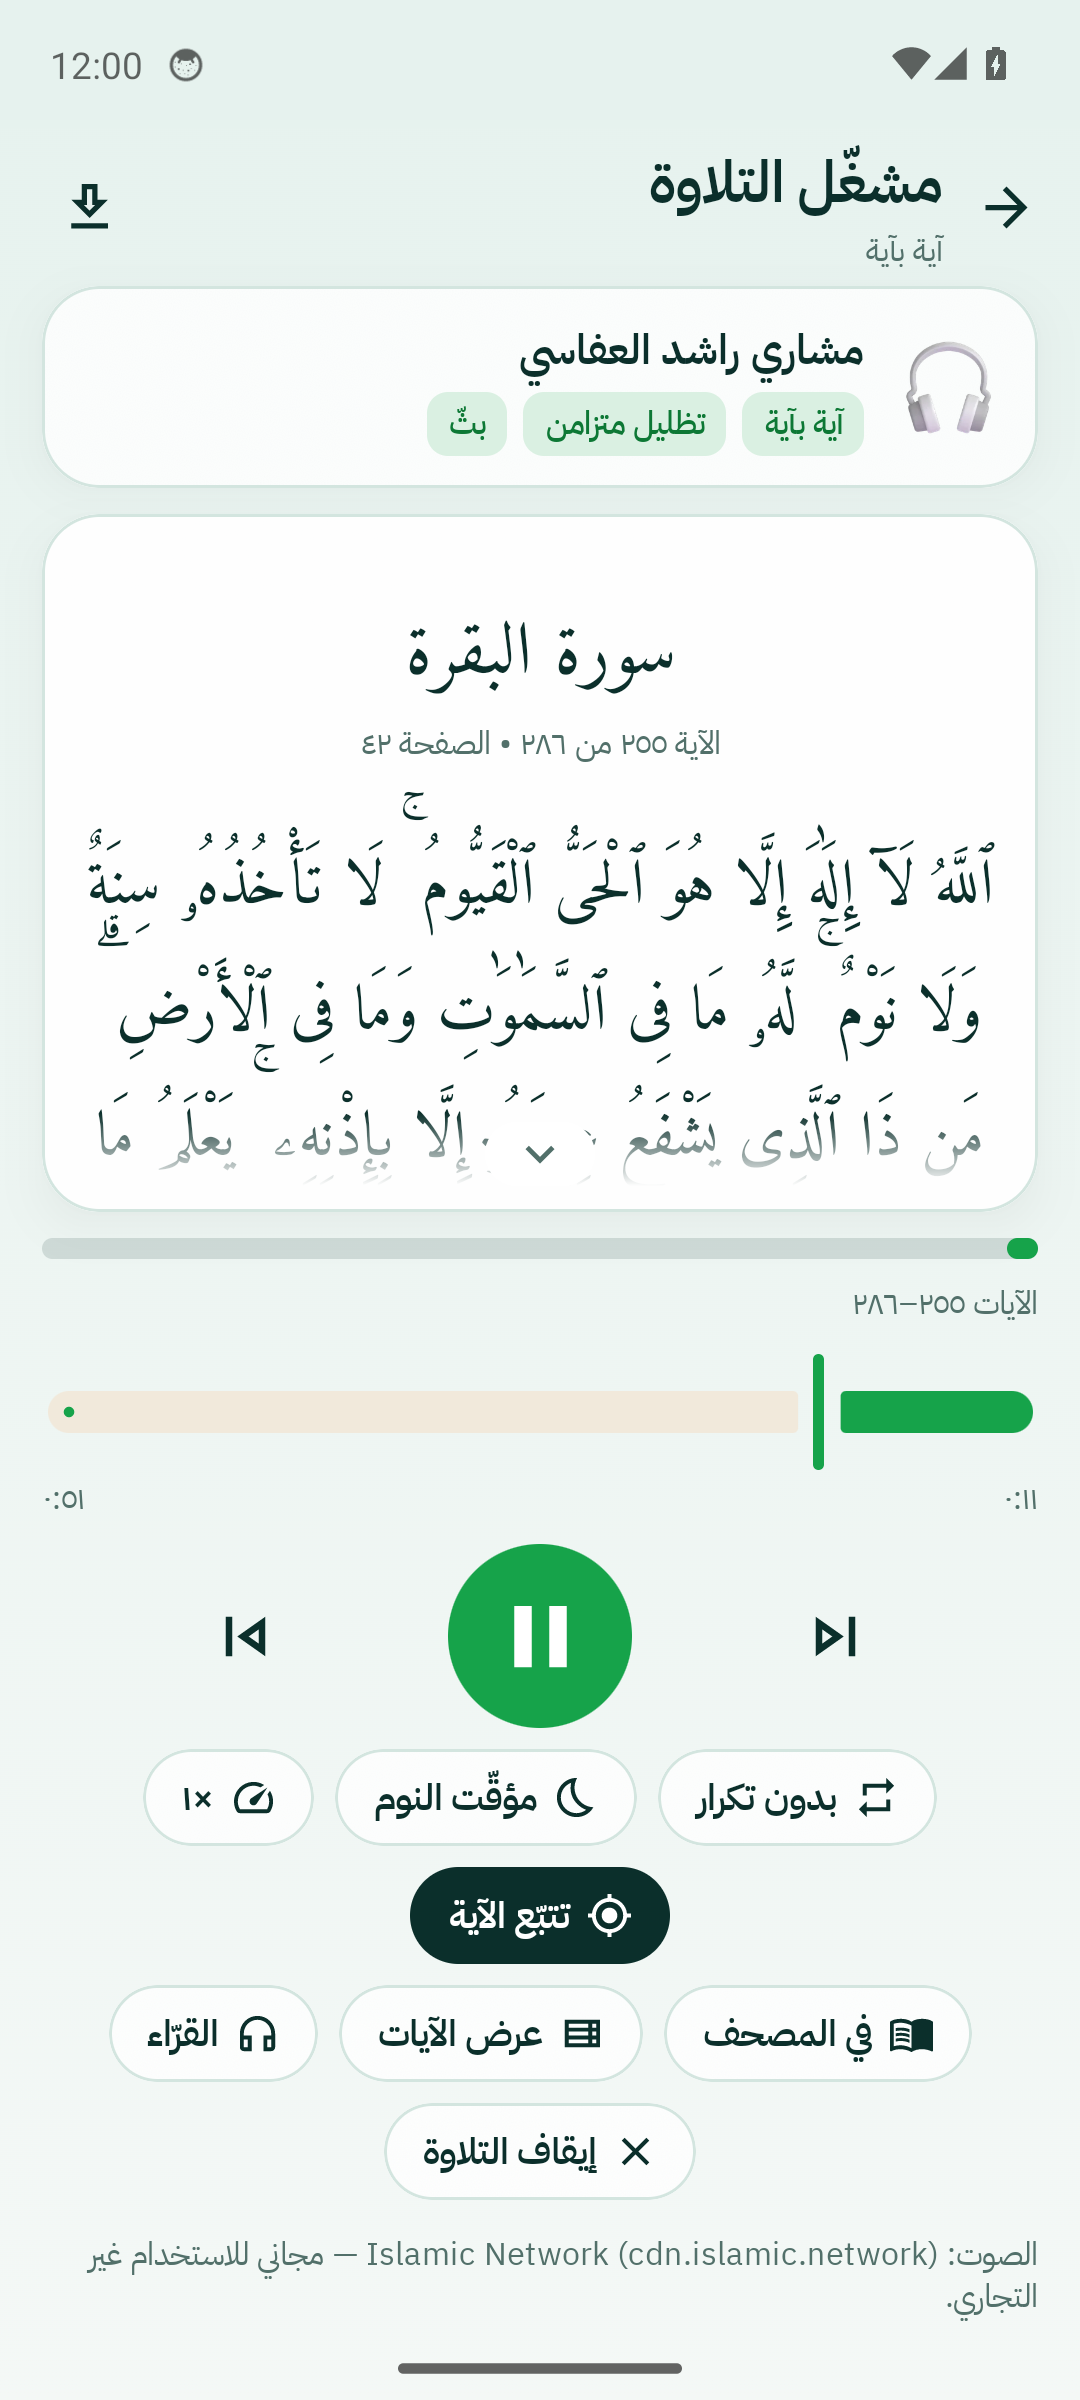 12:00
مشغّل التلاوة
آية بآية
مشاري راشد العفاسي
آية بآية
تظليل متزامن
بثّ
سورة البقرة
الآية ٢٥٥ من ٢٨٦ • الصفحة ٤٢
ٱللَّهُ لَآ إِلَٰهَ إِلَّا هُوَ ٱلْحَىُّ ٱلْقَيُّومُ ۚ لَا تَأْخُذُهُۥ سِنَةٌ
وَلَا نَوْمٌ ۚ لَّهُۥ مَا فِى ٱلسَّمَٰوَٰتِ وَمَا فِى ٱلْأَرْضِ ۗ
مَن ذَا ٱلَّذِى يَشْفَعُ إِلَّا بِإِذْنِهِۦ ۚ يَعْلَمُ مَا
الآيات ٢٥٥–٢٨٦
٠:١١
٠:٥١
بدون تكرار
مؤقّت النوم
×١
تتبّع الآية
في المصحف
عرض الآيات
القرّاء
إيقاف التلاوة
الصوت: Islamic Network (cdn.islamic.network) — مجاني للاستخدام غير
التجاري.